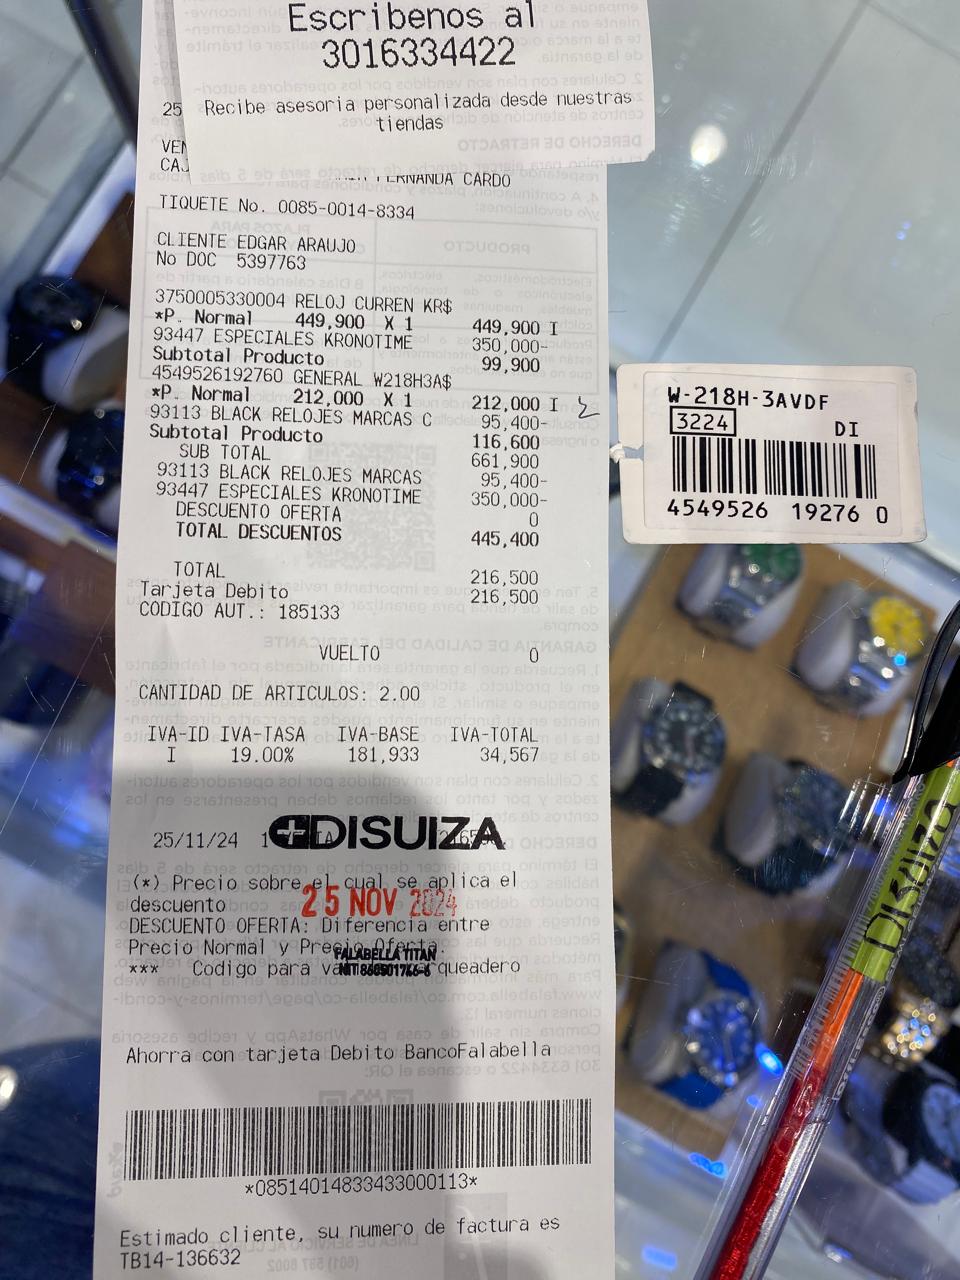 Escribenos al
3016334422
Recibe asesoria personalizada desde nuestras
tiendas
25
VEN
CAJ
FERNANDA CARDO
TIQUETE No. 0085-0014-8334
CLIENTE EDGAR ARAUJO
No DOC 5397763
3750005330004 RELOJ CURREN KR$
*P. Normal 449,900 X 1 449,900 I
93447 ESPECIALES KRONOTIME 350,000-
Subtotal Producto 99,900
4549526192760 GENERAL W218H3A$
*P. Normal 212,000 X 1 212,000 I
93113 BLACK RELOJES MARCAS C 95,400-
Subtotal Producto 116,600
SUB TOTAL 661,900
93113 BLACK RELOJES MARCAS 95,400-
93447 ESPECIALES KRONOTIME 350,000-
DESCUENTO OFERTA 0
TOTAL DESCUENTOS 445,400
TOTAL 216,500
Tarjeta Debito 216,500
CODIGO AUT.: 185133
VUELTO 0
CANTIDAD DE ARTICULOS: 2.00
IVA-ID IVA-TASA IVA-BASE IVA-TOTAL
I 19.00% 181,933 34,567
25/11/24
DISUIZA
(*) Precio sobre el cual se aplica el
descuento
25 NOV 2024
DESCUENTO OFERTA: Diferencia entre
Precio Normal y Precio Oferta.
FALABELLA TITAN
*** Codigo para
queadero
Ahorra con tarjeta Debito BancoFalabella
*08514014833433000113*
Estimado cliente, su numero de factura es
TB14-136632
W-218H-3AVDF
3224 DI
4549526 19276 0
DISUIZA